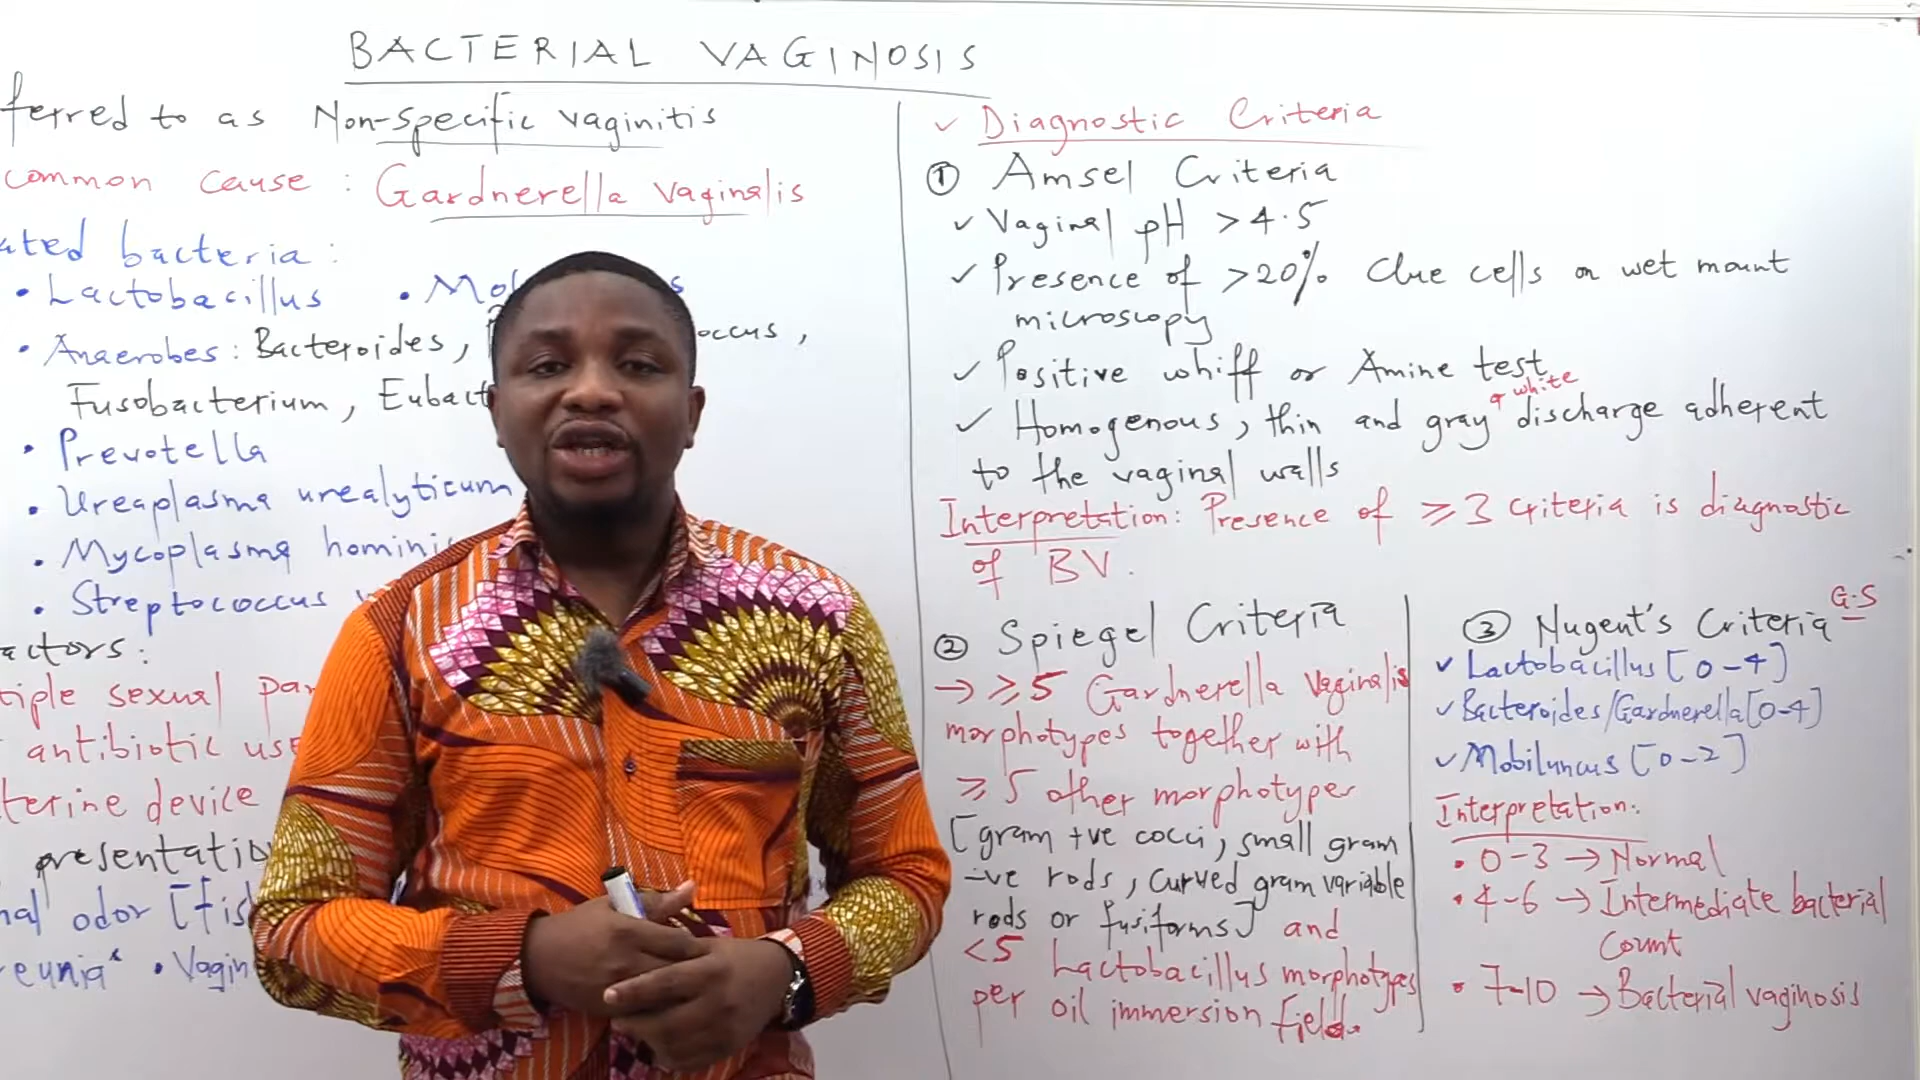 BACTERIAL VAGINOSIS
ferred to as Non-specific vaginitis
common cause : Gardnerella vaginalis
ated bacteria :
• Lactobacillus
• Anaerobes : Bacteroides, occus,
Fusobacterium, Eubact
• Prevotella
• Ureaplasma urealyticum
• Mycoplasma hominis
• Streptococcus
actors:
tiple sexual par
antibiotic use
terine device
presentatio
nal odor [fis
eunia • Vagin
✓ Diagnostic Criteria
① Amsel Criteria
✓ Vaginal pH > 4.5
✓ Presence of >20% Clue cells on wet mount
microscopy
✓ Positive whiff or Amine test
white
✓ Homogenous, thin and gray discharge adherent
to the vaginal walls
Interpretation: Presence of ≥3 criteria is diagnostic
of BV.
② Spiegel Criteria
→ ≥5 Gardnerella Vaginalis
morphotypes together with
≥ 5 other morphotypes
[gram +ve cocci, small gram
-ve rods, curved gram variable
rods or fusiforms] and
<5 Lactobacillus morphotypes
per oil immersion field.
③ Nugent's Criteria G.S
✓ Lactobacillus [0-4]
✓ Bacteroides/Gardnerella[0-4]
✓ Mobiluncus [0-2]
Interpretation:
• 0-3 → Normal
• 4-6 → Intermediate bacterial
Count
• 7-10 → Bacterial vaginosis